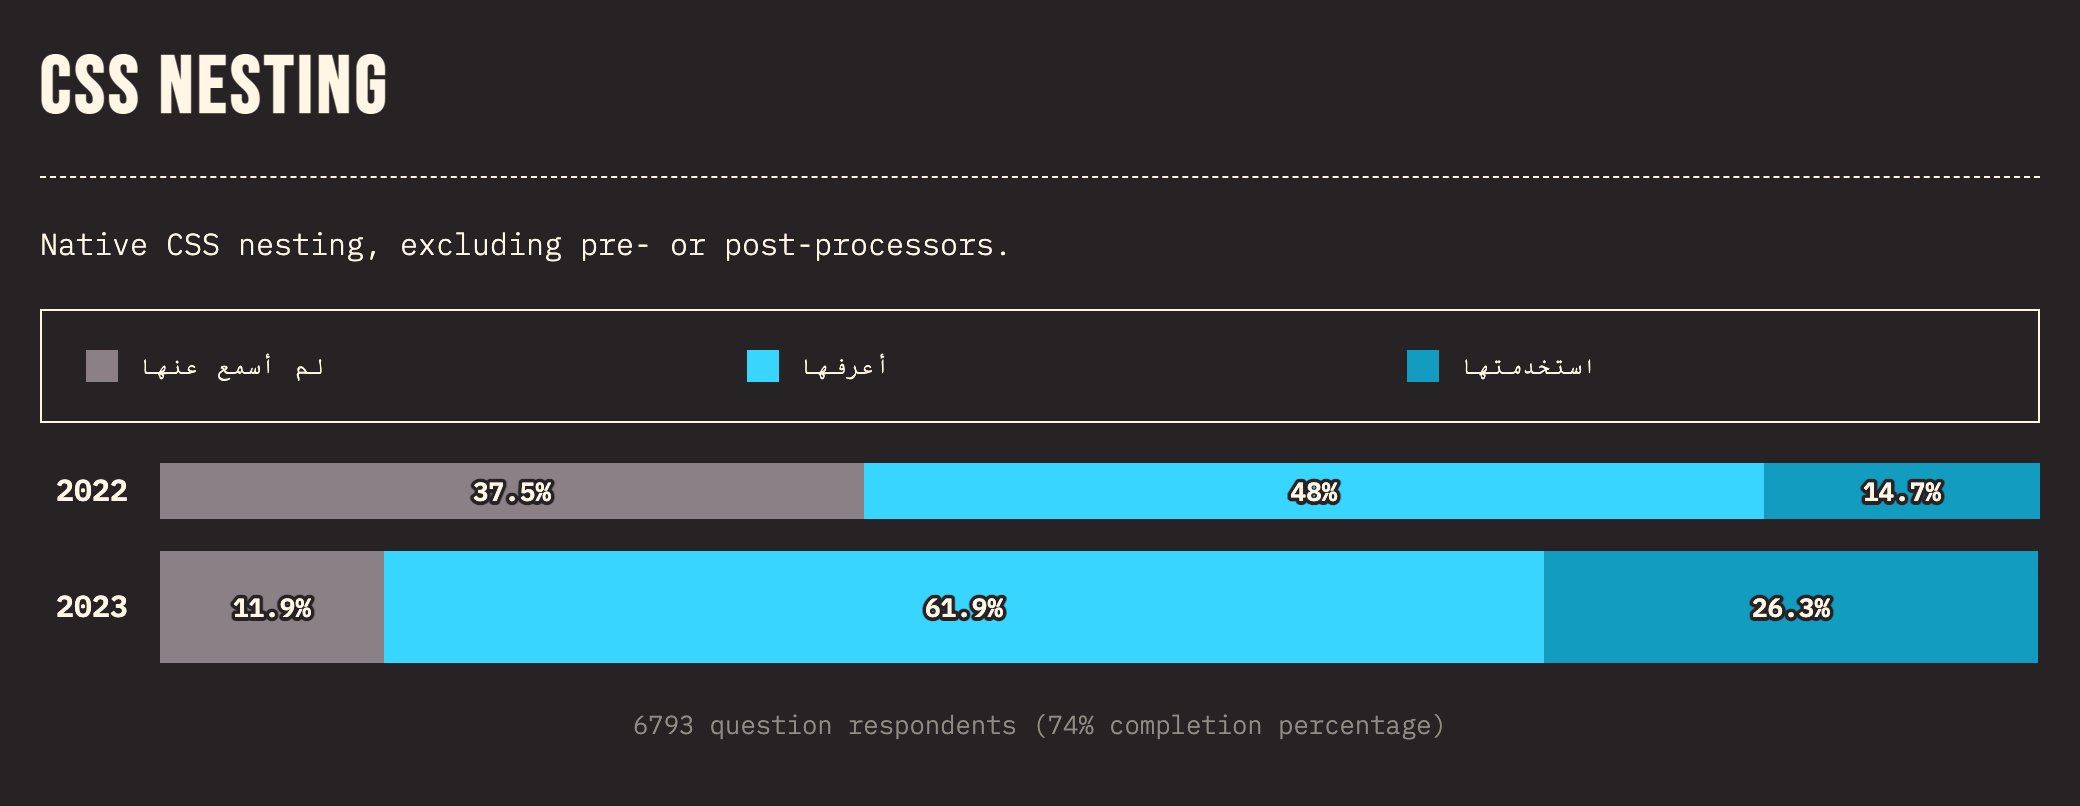 CSS NESTING
Native CSS nesting, excluding pre- or post-processors.
لم أسمع عنها
أعرفها
استخدمتها
2022 37.5% 48% 14.7%
2023 11.9% 61.9% 26.3%
6793 question respondents (74% completion percentage)